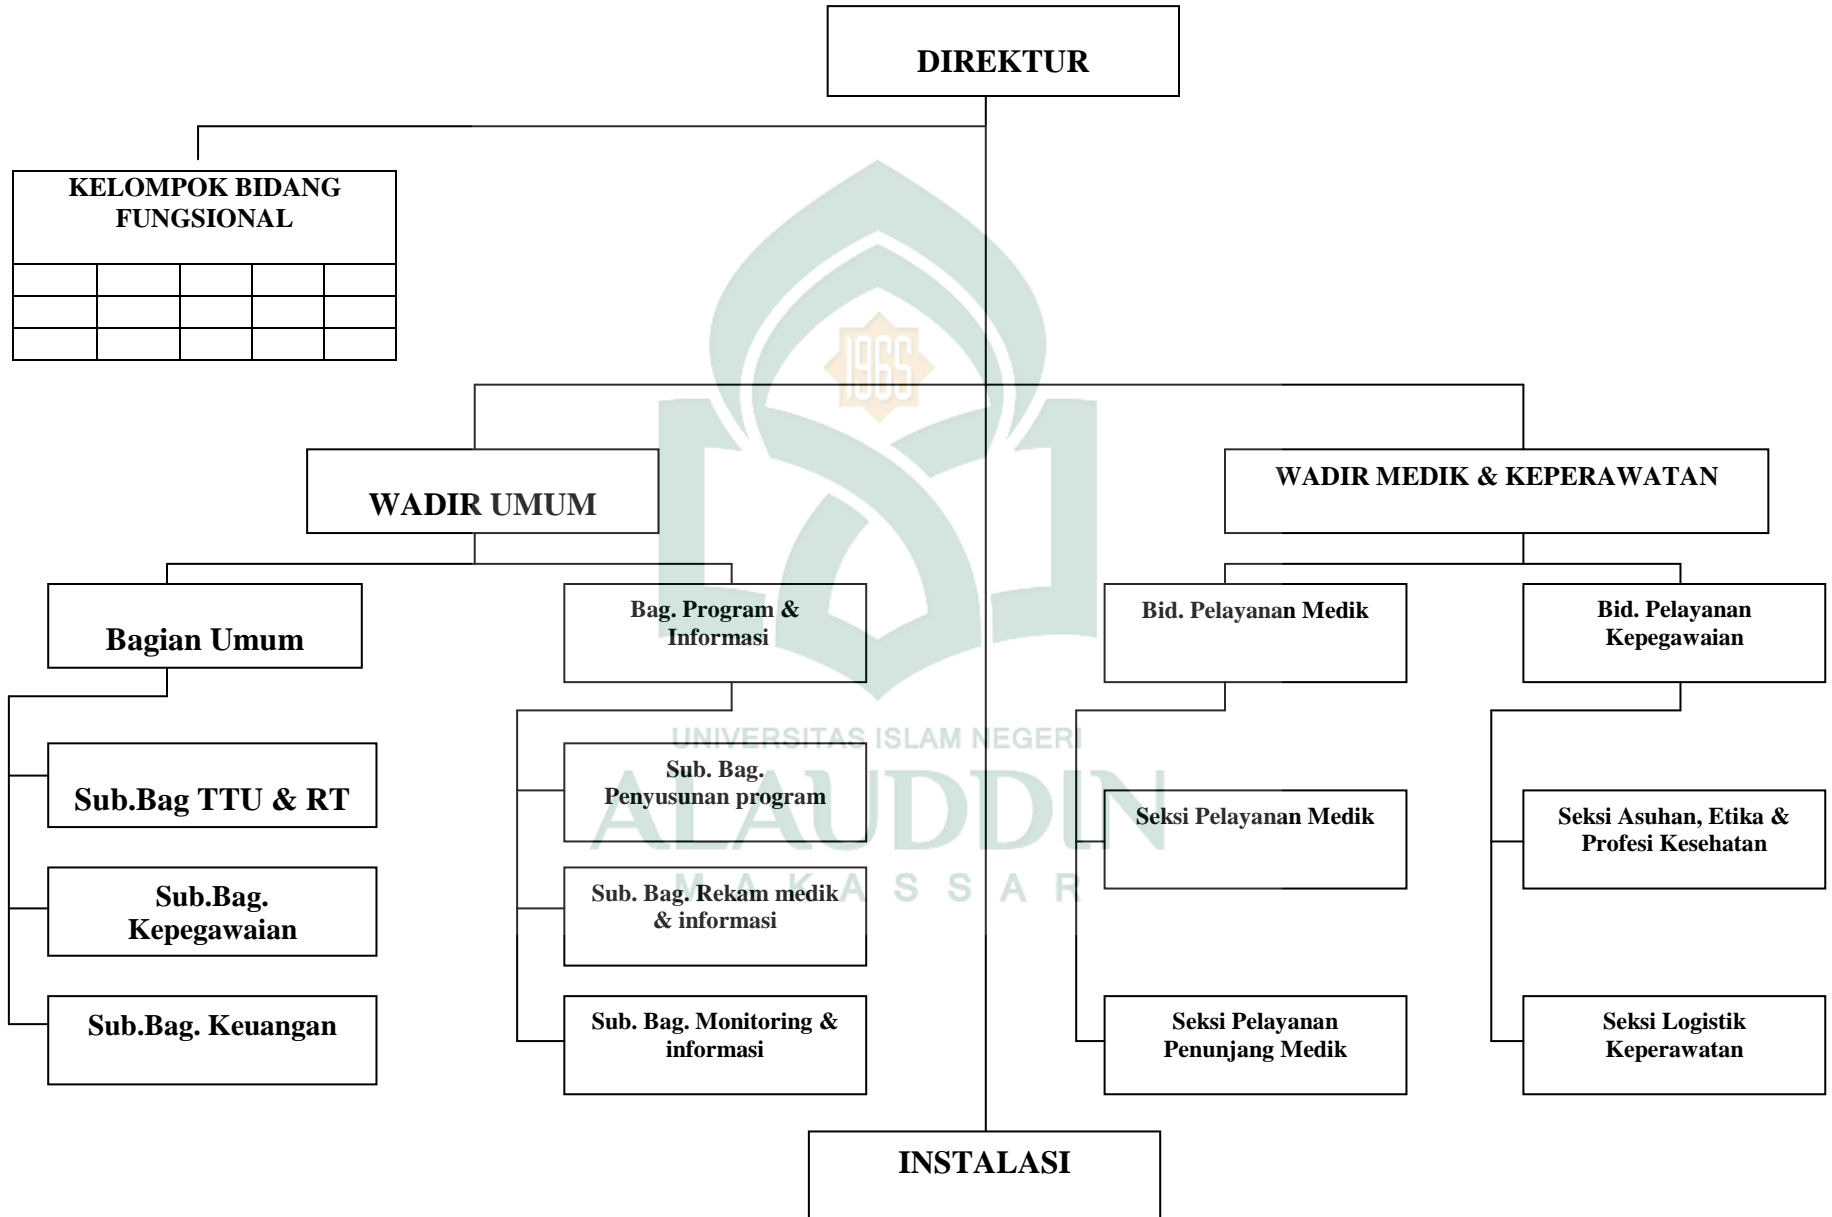 DIREKTUR
KELOMPOK BIDANG
FUNGSIONAL
1965
WADIR UMUM
WADIR MEDIK & KEPERAWATAN
Bagian Umum
Bag. Program &
Informasi
Bid. Pelayanan Medik
Bid. Pelayanan
Kepegawaian
UNIVERSITAS ISLAM NEGERI
ALAUDDIN
MAKASSAR
Sub.Bag TTU & RT
Sub. Bag.
Penyusunan program
Seksi Pelayanan Medik
Seksi Asuhan, Etika &
Profesi Kesehatan
Sub.Bag.
Kepegawaian
Sub. Bag. Rekam medik
& informasi
Sub.Bag. Keuangan
Sub. Bag. Monitoring &
informasi
Seksi Pelayanan
Penunjang Medik
Seksi Logistik
Keperawatan
INSTALASI